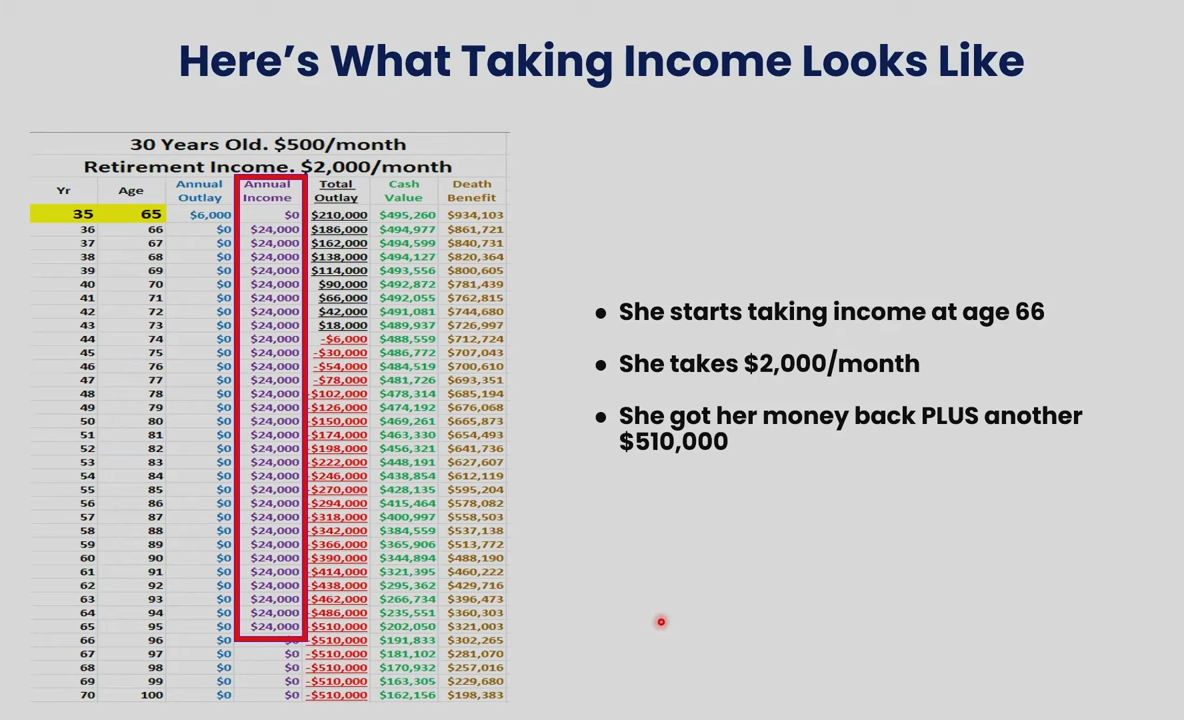 Here's What Taking Income Looks Like
30 Years Old. $500/month
Retirement Income. $2,000/month
Yr Age Annual Outlay Annual Income Total Outlay Cash Value Death Benefit
35 65 $6,000 $0 $210,000 $495,260 $934,103
36 66 $0 $24,000 $186,000 $494,977 $861,721
37 67 $0 $24,000 $162,000 $494,599 $840,731
38 68 $0 $24,000 $138,000 $494,127 $820,364
39 69 $0 $24,000 $114,000 $493,556 $800,605
40 70 $0 $24,000 $90,000 $492,872 $781,439
41 71 $0 $24,000 $66,000 $492,055 $762,815
42 72 $0 $24,000 $42,000 $491,081 $744,680
43 73 $0 $24,000 $18,000 $489,937 $726,997
44 74 $0 $24,000 -$6,000 $488,559 $712,724
45 75 $0 $24,000 -$30,000 $486,772 $707,043
46 76 $0 $24,000 -$54,000 $484,519 $700,610
47 77 $0 $24,000 -$78,000 $481,726 $693,351
48 78 $0 $24,000 -$102,000 $478,314 $685,194
49 79 $0 $24,000 -$126,000 $474,192 $676,068
50 80 $0 $24,000 -$150,000 $469,261 $665,873
51 81 $0 $24,000 -$174,000 $463,330 $654,493
52 82 $0 $24,000 -$198,000 $456,321 $641,736
53 83 $0 $24,000 -$222,000 $448,191 $627,607
54 84 $0 $24,000 -$246,000 $438,854 $612,119
55 85 $0 $24,000 -$270,000 $428,135 $595,204
56 86 $0 $24,000 -$294,000 $415,464 $578,082
57 87 $0 $24,000 -$318,000 $400,997 $558,503
58 88 $0 $24,000 -$342,000 $384,559 $537,138
59 89 $0 $24,000 -$366,000 $365,906 $513,772
60 90 $0 $24,000 -$390,000 $344,894 $488,190
61 91 $0 $24,000 -$414,000 $321,395 $460,222
62 92 $0 $24,000 -$438,000 $295,362 $429,716
63 93 $0 $24,000 -$462,000 $266,734 $396,473
64 94 $0 $24,000 -$486,000 $235,551 $360,303
65 95 $0 $24,000 -$510,000 $202,050 $321,003
66 96 $0 $0 -$510,000 $191,833 $302,265
67 97 $0 $0 -$510,000 $181,102 $281,070
68 98 $0 $0 -$510,000 $170,932 $257,016
69 99 $0 $0 -$510,000 $163,305 $229,680
70 100 $0 $0 -$510,000 $162,156 $198,383
• She starts taking income at age 66
• She takes $2,000/month
• She got her money back PLUS another
$510,000